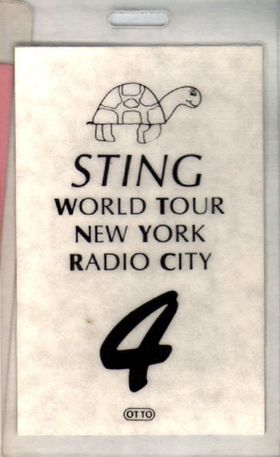 STING
WORLD TOUR
NEW YORK
RADIO CITY
4
OTTO